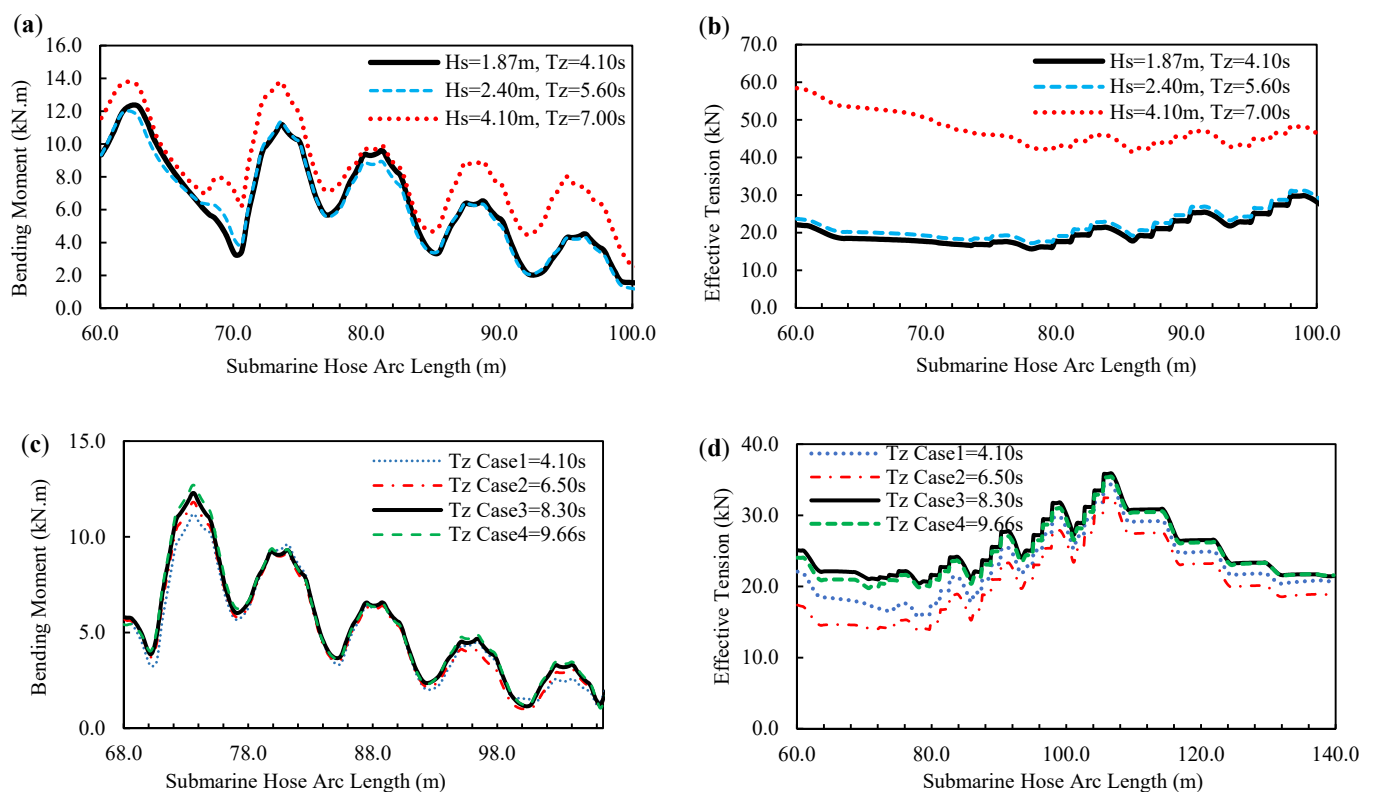 (a)
16.0
14.0
12.0
10.0
8.0
6.0
4.0
2.0
0.0
Bending Moment (kN.m)
Hs=1.87m, Tz=4.10s
Hs=2.40m, Tz=5.60s
Hs=4.10m, Tz=7.00s
60.0 70.0 80.0 90.0 100.0
Submarine Hose Arc Length (m)
(b)
70.0
60.0
50.0
40.0
30.0
20.0
10.0
0.0
Effective Tension (kN)
Hs=1.87m, Tz=4.10s
Hs=2.40m, Tz=5.60s
Hs=4.10m, Tz=7.00s
60.0 70.0 80.0 90.0 100.0
Submarine Hose Arc Length (m)
(c)
15.0
10.0
5.0
0.0
Bending Moment (kN.m)
Tz Case1=4.10s
Tz Case2=6.50s
Tz Case3=8.30s
Tz Case4=9.66s
68.0 78.0 88.0 98.0
Submarine Hose Arc Length (m)
(d)
40.0
30.0
20.0
10.0
0.0
Effective Tension (kN)
Tz Case1=4.10s
Tz Case2=6.50s
Tz Case3=8.30s
Tz Case4=9.66s
60.0 80.0 100.0 120.0 140.0
Submarine Hose Arc Length (m)